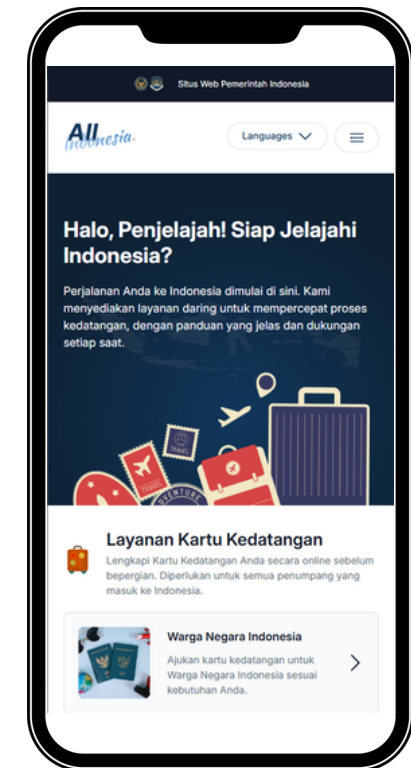 Situs Web Pemerintah Indonesia
All
Indonesia.
Languages
Halo, Penjelajah! Siap Jelajahi
Indonesia?
Perjalanan Anda ke Indonesia dimulai di sini. Kami
menyediakan layanan daring untuk mempercepat proses
kedatangan, dengan panduan yang jelas dan dukungan
setiap saat.
TRAVEL
TRAVEL
ADVENTURE
Layanan Kartu Kedatangan
Lengkapi Kartu Kedatangan Anda secara online sebelum
bepergian. Diperlukan untuk semua penumpang yang
masuk ke Indonesia.
Warga Negara Indonesia
Ajukan kartu kedatangan untuk
Warga Negara Indonesia sesuai
kebutuhan Anda.